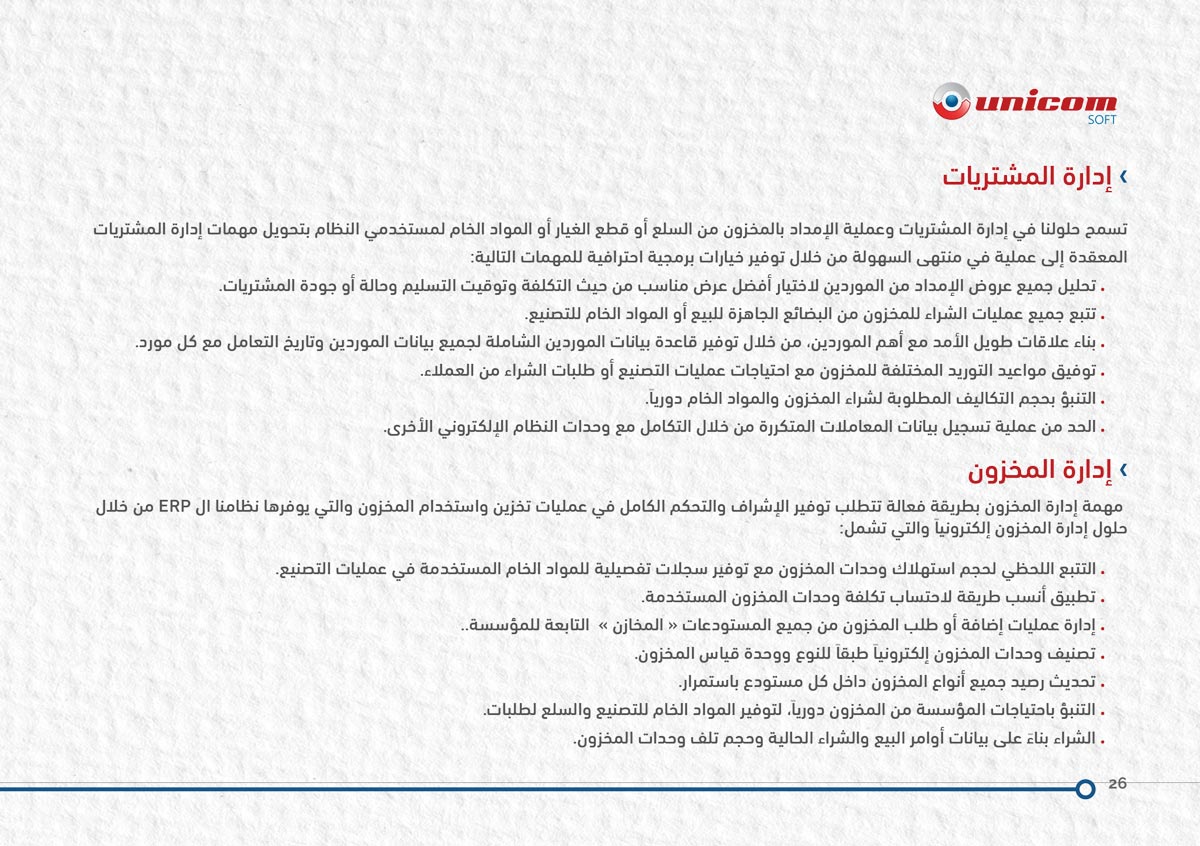 unicom
SOFT
‹ إدارة المشتريات
تسمح حلولنا في إدارة المشتريات وعملية الإمداد بالمخزون من السلع أو قطع الغيار أو المواد الخام لمستخدمي النظام بتحويل مهمات إدارة المشتريات
المعقدة إلى عملية في منتهى السهولة من خلال توفير خيارات برمجية احترافية للمهمات التالية:
. تحليل جميع عروض الإمداد من الموردين لاختيار أفضل عرض مناسب من حيث التكلفة وتوقيت التسليم وحالة أو جودة المشتريات.
. تتبع جميع عمليات الشراء للمخزون من البضائع الجاهزة للبيع أو المواد الخام للتصنيع.
. بناء علاقات طويل الأمد مع أهم الموردين، من خلال توفير قاعدة بيانات الموردين الشاملة لجميع بيانات الموردين وتاريخ التعامل مع كل مورد.
. توفيق مواعيد التوريد المختلفة للمخزون مع احتياجات عمليات التصنيع أو طلبات الشراء من العملاء.
. التنبؤ بحجم التكاليف المطلوبة لشراء المخزون والمواد الخام دورياً.
. الحد من عملية تسجيل بيانات المعاملات المتكررة من خلال التكامل مع وحدات النظام الإلكتروني الأخرى.
‹ إدارة المخزون
مهمة إدارة المخزون بطريقة فعالة تتطلب توفير الإشراف والتحكم الكامل في عمليات تخزين واستخدام المخزون والتي يوفرها نظامنا ال ERP من خلال
حلول إدارة المخزون إلكترونياً والتي تشمل:
. التتبع اللحظي لحجم استهلاك وحدات المخزون مع توفير سجلات تفصيلية للمواد الخام المستخدمة في عمليات التصنيع.
. تطبيق أنسب طريقة لاحتساب تكلفة وحدات المخزون المستخدمة.
. إدارة عمليات إضافة أو طلب المخزون من جميع المستودعات « المخازن » التابعة للمؤسسة..
. تصنيف وحدات المخزون إلكترونياً طبقاً للنوع ووحدة قياس المخزون.
. تحديث رصيد جميع أنواع المخزون داخل كل مستودع باستمرار.
. التنبؤ باحتياجات المؤسسة من المخزون دورياً، لتوفير المواد الخام للتصنيع والسلع لطلبات.
. الشراء بناءً على بيانات أوامر البيع والشراء الحالية وحجم تلف وحدات المخزون.
26